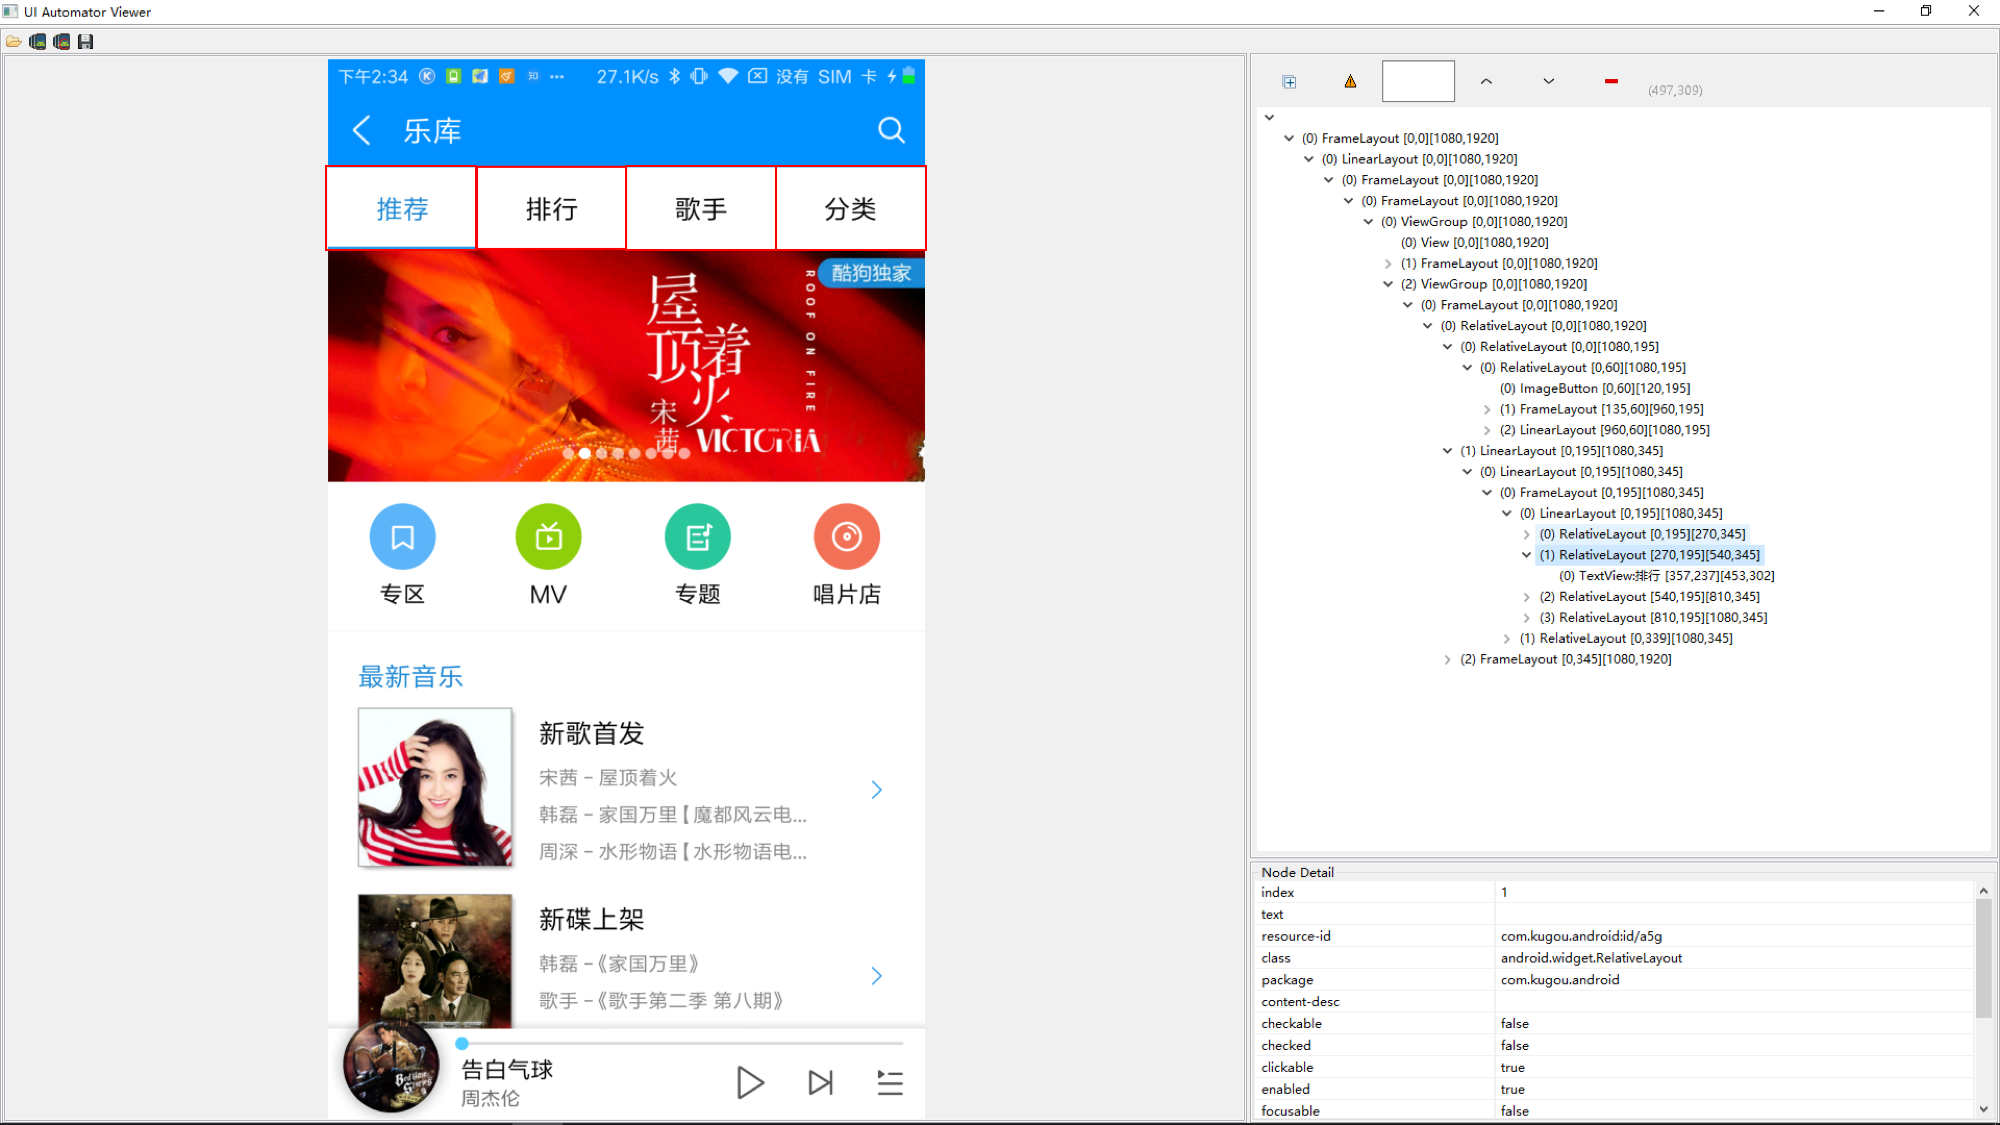 UI Automator Viewer
下午2:34 27.1K/s 没有 SIM 卡
乐库
推荐 排行 歌手 分类
酷狗独家
屋顶着火
ROOF ON FIRE
宋茜
VICTORIA
专区 MV 专题 唱片店
最新音乐
新歌首发
宋茜 - 屋顶着火
韩磊 - 家国万里【魔都风云电...
周深 - 水形物语【水形物语电...
新碟上架
韩磊 -《家国万里》
歌手 -《歌手第二季 第八期》
告白气球
周杰伦
(497,309)
(0) FrameLayout [0,0][1080,1920]
(0) LinearLayout [0,0][1080,1920]
(0) FrameLayout [0,0][1080,1920]
(0) FrameLayout [0,0][1080,1920]
(0) ViewGroup [0,0][1080,1920]
(0) View [0,0][1080,1920]
(1) FrameLayout [0,0][1080,1920]
(2) ViewGroup [0,0][1080,1920]
(0) FrameLayout [0,0][1080,1920]
(0) RelativeLayout [0,0][1080,1920]
(0) RelativeLayout [0,0][1080,195]
(0) RelativeLayout [0,60][1080,195]
(0) ImageButton [0,60][120,195]
(1) FrameLayout [135,60][960,195]
(2) LinearLayout [960,60][1080,195]
(1) LinearLayout [0,195][1080,345]
(0) LinearLayout [0,195][1080,345]
(0) FrameLayout [0,195][1080,345]
(0) LinearLayout [0,195][1080,345]
(0) RelativeLayout [0,195][270,345]
(1) RelativeLayout [270,195][540,345]
(0) TextView:排行 [357,237][453,302]
(2) RelativeLayout [540,195][810,345]
(3) RelativeLayout [810,195][1080,345]
(1) RelativeLayout [0,339][1080,345]
(2) FrameLayout [0,345][1080,1920]
Node Detail
index 1
text
resource-id com.kugou.android:id/a5g
class android.widget.RelativeLayout
package com.kugou.android
content-desc
checkable false
checked false
clickable true
enabled true
focusable false